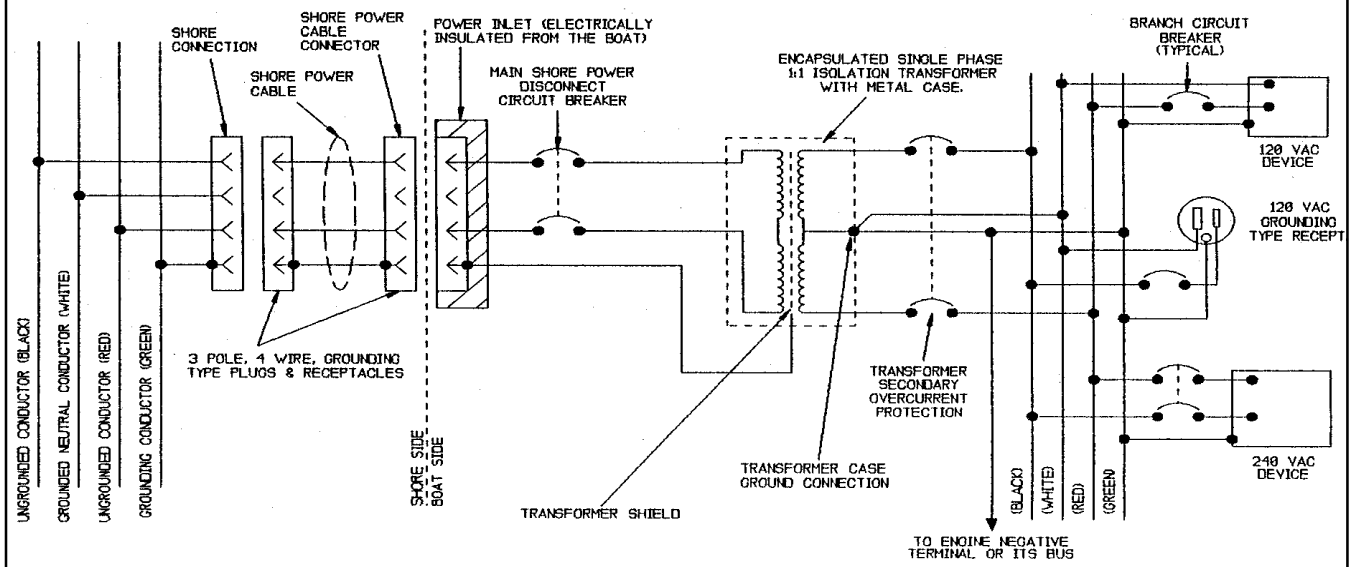 SHORE
CONNECTION
SHORE POWER
CABLE
SHORE POWER
CABLE
CONNECTOR
POWER INLET (ELECTRICALLY
INSULATED FROM THE BOAT)
MAIN SHORE POWER
DISCONNECT
CIRCUIT BREAKER
ENCAPSULATED SINGLE PHASE
1:1 ISOLATION TRANSFORMER
WITH METAL CASE.
BRANCH CIRCUIT
BREAKER
(TYPICAL)
120 VAC
DEVICE
120 VAC
GROUNDING
TYPE RECEPT
240 VAC
DEVICE
3 POLE, 4 WIRE, GROUNDING
TYPE PLUGS & RECEPTACLES
UNGROUNDED CONDUCTOR (BLACK)
GROUNDED NEUTRAL CONDUCTOR (WHITE)
UNGROUNDED CONDUCTOR (RED)
GROUNDING CONDUCTOR (GREEN)
SHORE SIDE
BOAT SIDE
TRANSFORMER SHIELD
TRANSFORMER CASE
GROUND CONNECTION
TRANSFORMER
SECONDARY
OVERCURRENT
PROTECTION
TO ENGINE NEGATIVE
TERMINAL OR ITS BUS
(BLACK)
(WHITE)
(RED)
(GREEN)